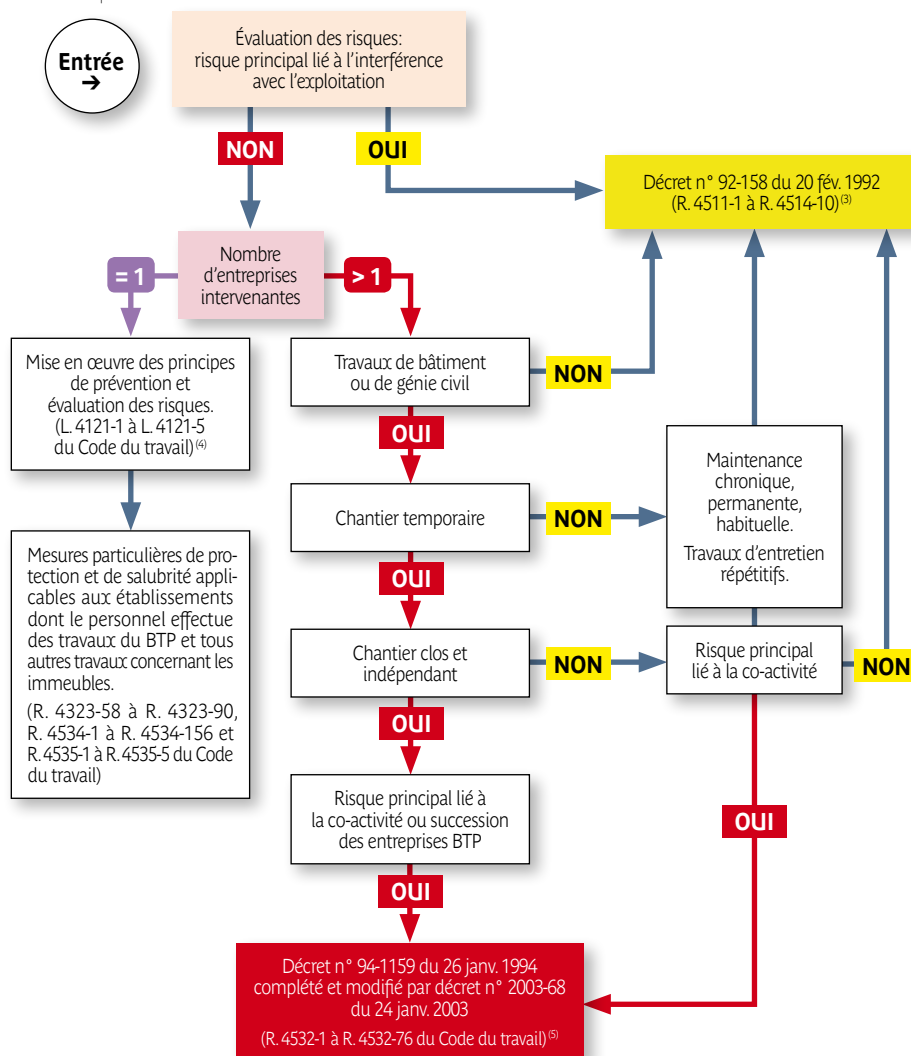 Entrée
→
Évaluation des risques:
risque principal lié à l'interférence
avec l'exploitation
NON
OUI
Décret n° 92-158 du 20 fév. 1992
(R. 4511-1 à R. 4514-10)(3)
Nombre
d'entreprises
intervenantes
= 1
> 1
Mise en œuvre des principes
de prévention et
évaluation des risques.
(L. 4121-1 à L. 4121-5
du Code du travail)(4)
Travaux de bâtiment
ou de génie civil
NON
OUI
Mesures particulières de pro-
tection et de salubrité appli-
cables aux établissements
dont le personnel effectue
des travaux du BTP et tous
autres travaux concernant les
immeubles.
(R. 4323-58 à R. 4323-90,
R. 4534-1 à R. 4534-156 et
R. 4535-1 à R. 4535-5 du Code
du travail)
Chantier temporaire
NON
Maintenance
chronique,
permanente,
habituelle.
Travaux d'entretien
répétitifs.
OUI
Chantier clos et
indépendant
NON
Risque principal
lié à la co-activité
NON
OUI
Risque principal lié à
la co-activité ou succession
des entreprises BTP
OUI
OUI
Décret n° 94-1159 du 26 janv. 1994
complété et modifié par décret n° 2003-68
du 24 janv. 2003
(R. 4532-1 à R. 4532-76 du Code du travail)(5)